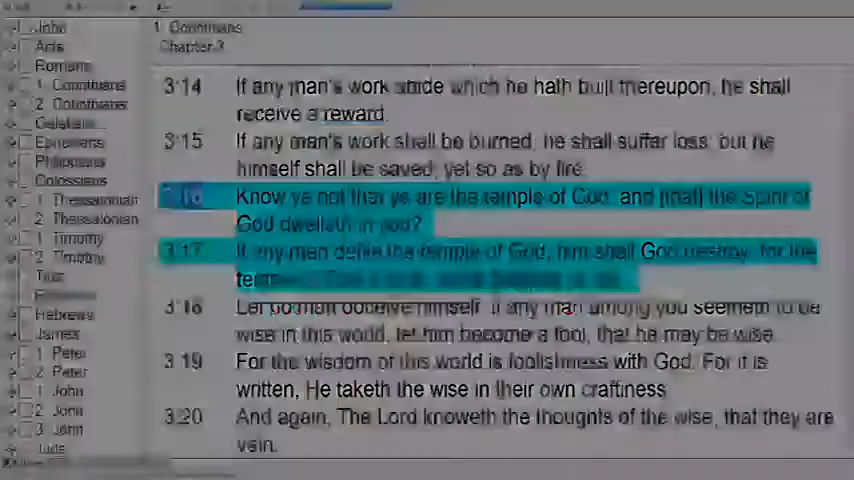 John
Acts
Romans
1 Corinthians
2 Corinthians
Galatians
Ephesians
Philippians
Colossians
1 Thessalonian
2 Thessalonian
1 Timothy
2 Timothy
Titus
Hebrews
James
1 Peter
2 Peter
1 John
2 John
3 John
Jude
1 Corinthians
Chapter 3
3:14 If any man's work abide which he hath built thereupon, he shall
receive a reward.
3:15 If any man's work shall be burned, he shall suffer loss: but he
himself shall be saved; yet so as by fire.
3:16 Know ye not that ye are the temple of God, and [that] the Spirit of
God dwelleth in you?
3:17 If any man defile the temple of God, him shall God destroy; for the
3:18 Let no man deceive himself. If any man among you seemeth to be
wise in this world, let him become a fool, that he may be wise.
3:19 For the wisdom of this world is foolishness with God. For it is
written, He taketh the wise in their own craftiness.
3:20 And again, The Lord knoweth the thoughts of the wise, that they are
vain.